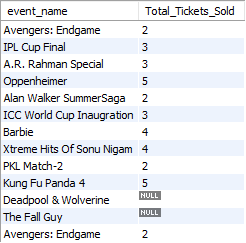 event_name Total_Tickets_Sold
Avengers: Endgame 2
IPL Cup Final 3
A.R. Rahman Special 3
Oppenheimer 5
Alan Walker SummerSaga 2
ICC World Cup Inaugration 3
Barbie 4
Xtreme Hits Of Sonu Nigam 4
PKL Match-2 2
Kung Fu Panda 4 5
Deadpool & Wolverine NULL
The Fall Guy NULL
Avengers: Endgame 2